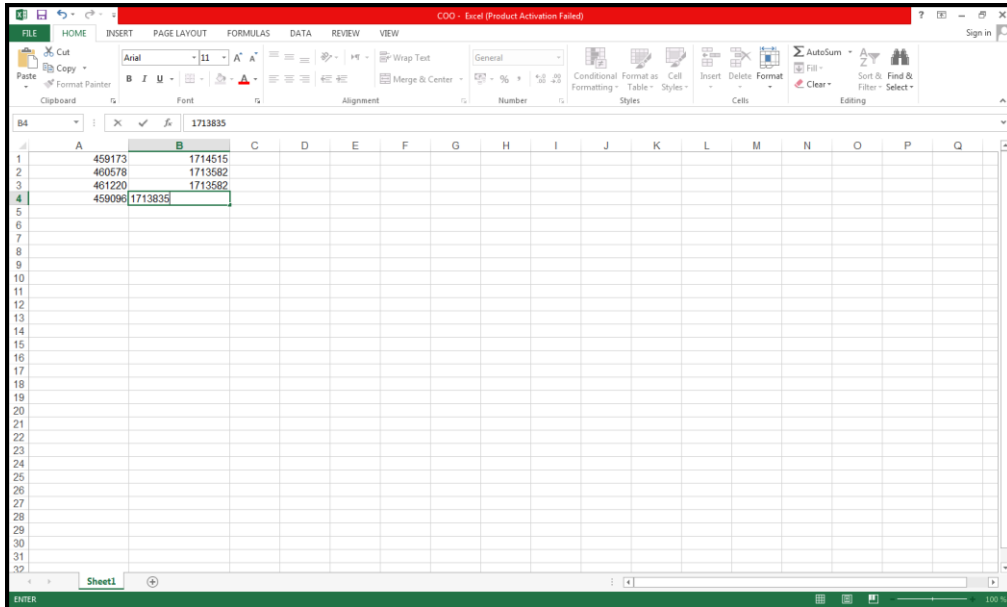 COO - Excel (Product Activation Failed)
FILE HOME INSERT PAGE LAYOUT FORMULAS DATA REVIEW VIEW Sign in
Cut
Copy
Format Painter
Paste
Clipboard
Arial 11
B I U
Font
Wrap Text
Merge & Center
Alignment
General
% , .0 .00
Number
Conditional Formatting
Format as Table
Cell Styles
Styles
Insert Delete Format
Cells
AutoSum
Fill
Clear
Sort & Filter
Find & Select
Editing
B4 fx 1713835
A B C D E F G H I J K L M N O P Q
1 459173 1714515
2 460578 1713582
3 461220 1713582
4 459096 1713835
5
6
7
8
9
10
11
12
13
14
15
16
17
18
19
20
21
22
23
24
25
26
27
28
29
30
31
32
Sheet1
ENTER 100 %